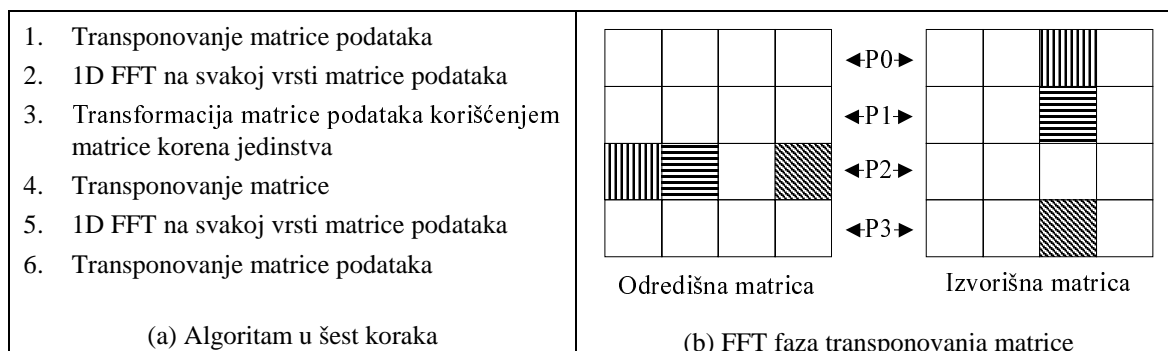 1. Transponovanje matrice podataka
2. 1D FFT na svakoj vrsti matrice podataka
3. Transformacija matrice podataka korišćenjem
matrice korena jedinstva
4. Transponovanje matrice
5. 1D FFT na svakoj vrsti matrice podataka
6. Transponovanje matrice podataka
(a) Algoritam u šest koraka
P0
P1
P2
P3
Odredišna matrica
Izvorišna matrica
(b) FFT faza transponovanja matrice